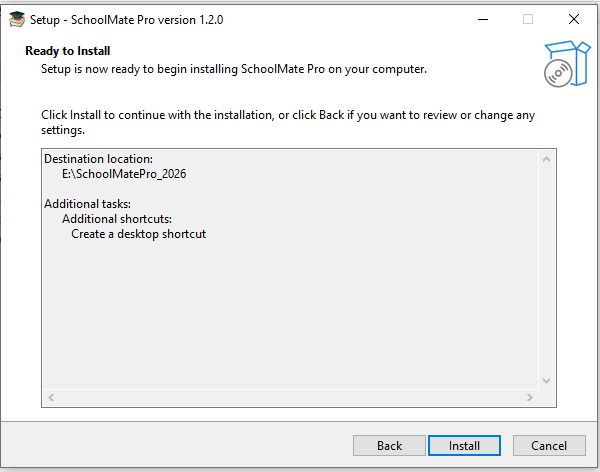 Setup - SchoolMate Pro version 1.2.0
Ready to Install
Setup is now ready to begin installing SchoolMate Pro on your computer.
Click Install to continue with the installation, or click Back if you want to review or change any
settings.
Destination location:
E:\SchoolMatePro_2026
Additional tasks:
Additional shortcuts:
Create a desktop shortcut
Back
Install
Cancel